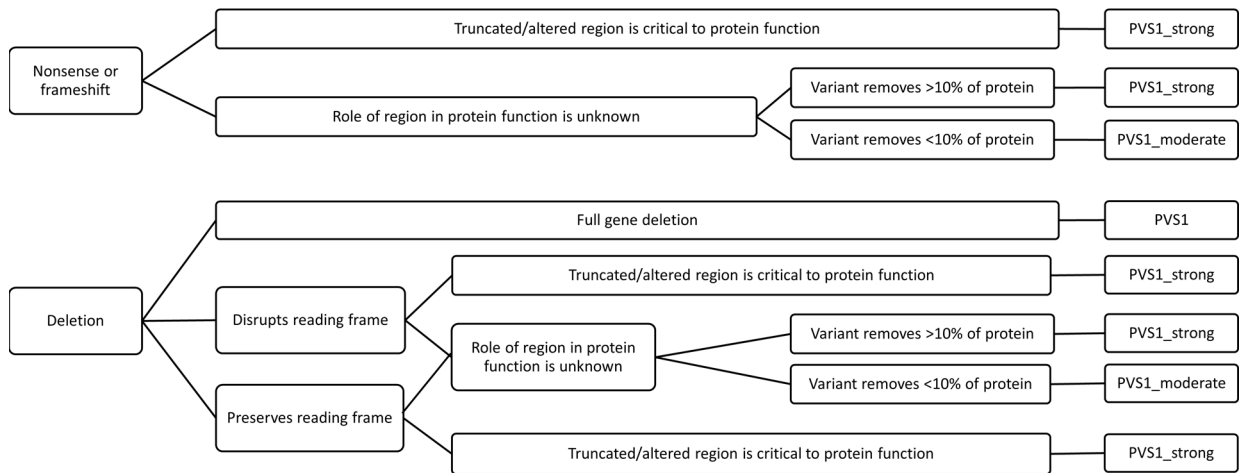 Truncated/altered region is critical to protein function
PVS1_strong
Nonsense or
frameshift
Variant removes >10% of protein
PVS1_strong
Role of region in protein function is unknown
Variant removes <10% of protein
PVS1_moderate
Full gene deletion
PVS1
Truncated/altered region is critical to protein function
PVS1_strong
Deletion
Disrupts reading frame
Role of region in protein
function is unknown
Variant removes >10% of protein
PVS1_strong
Variant removes <10% of protein
PVS1_moderate
Preserves reading frame
Truncated/altered region is critical to protein function
PVS1_strong